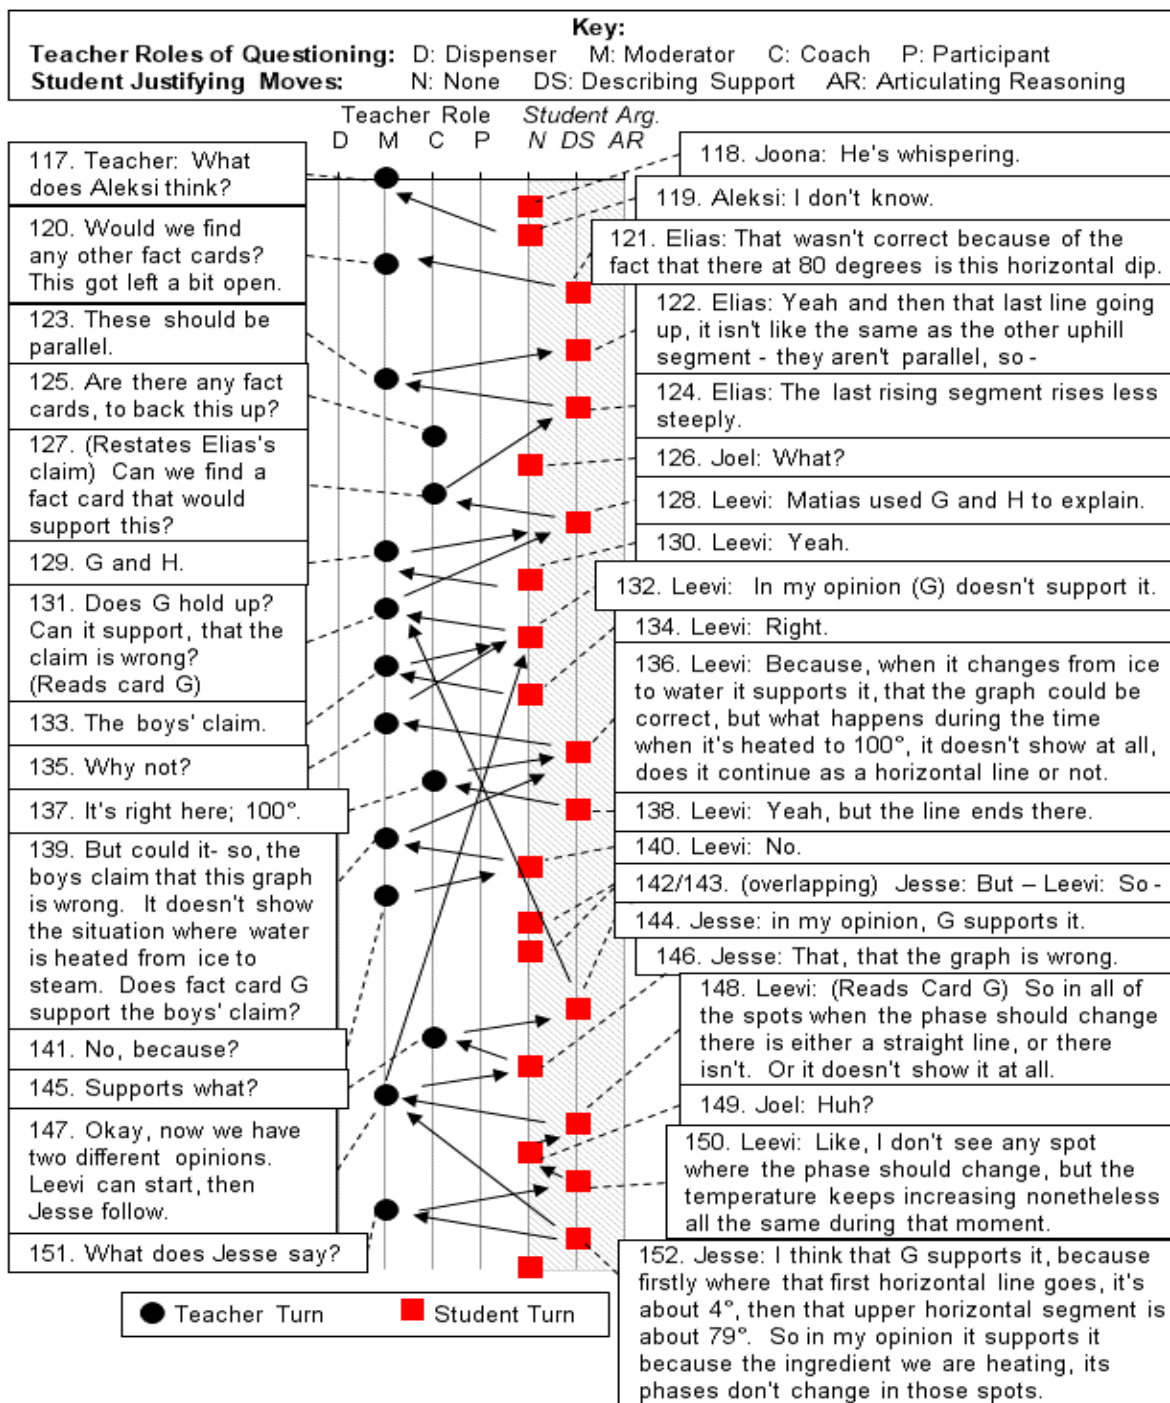 Key:
Teacher Roles of Questioning: D: Dispenser M: Moderator C: Coach P: Participant
Student Justifying Moves: N: None DS: Describing Support AR: Articulating Reasoning
Teacher Role Student Arg.
D M C P N DS AR
117. Teacher: What
does Aleksi think?
120. Would we find
any other fact cards?
This got left a bit open.
123. These should be
parallel.
125. Are there any fact
cards, to back this up?
127. (Restates Elias's
claim) Can we find a
fact card that would
support this?
129. G and H.
131. Does G hold up?
Can it support, that the
claim is wrong?
(Reads card G)
133. The boys' claim.
135. Why not?
137. It's right here; 100°.
139. But could it- so, the
boys claim that this graph
is wrong. It doesn't show
the situation where water
is heated from ice to
steam. Does fact card G
support the boys' claim?
141. No, because?
145. Supports what?
147. Okay, now we have
two different opinions.
Leevi can start, then
Jesse follow.
151. What does Jesse say?
118. Joona: He's whispering.
119. Aleksi: I don't know.
121. Elias: That wasn't correct because of the
fact that there at 80 degrees is this horizontal dip.
122. Elias: Yeah and then that last line going
up, it isn't like the same as the other uphill
segment - they aren't parallel, so -
124. Elias: The last rising segment rises less
steeply.
126. Joel: What?
128. Leevi: Matias used G and H to explain.
130. Leevi: Yeah.
132. Leevi: In my opinion (G) doesn't support it.
134. Leevi: Right.
136. Leevi: Because, when it changes from ice
to water it supports it, that the graph could be
correct, but what happens during the time
when it's heated to 100°, it doesn't show at all,
does it continue as a horizontal line or not.
138. Leevi: Yeah, but the line ends there.
140. Leevi: No.
142/143. (overlapping) Jesse: But – Leevi: So -
144. Jesse: in my opinion, G supports it.
146. Jesse: That, that the graph is wrong.
148. Leevi: (Reads Card G) So in all of
the spots when the phase should change
there is either a straight line, or there
isn't. Or it doesn't show it at all.
149. Joel: Huh?
150. Leevi: Like, I don't see any spot
where the phase should change, but the
temperature keeps increasing nonetheless
all the same during that moment.
152. Jesse: I think that G supports it, because
firstly where that first horizontal line goes, it's
about 4°, then that upper horizontal segment is
about 79°. So in my opinion it supports it
because the ingredient we are heating, its
phases don't change in those spots.
Teacher Turn Student Turn